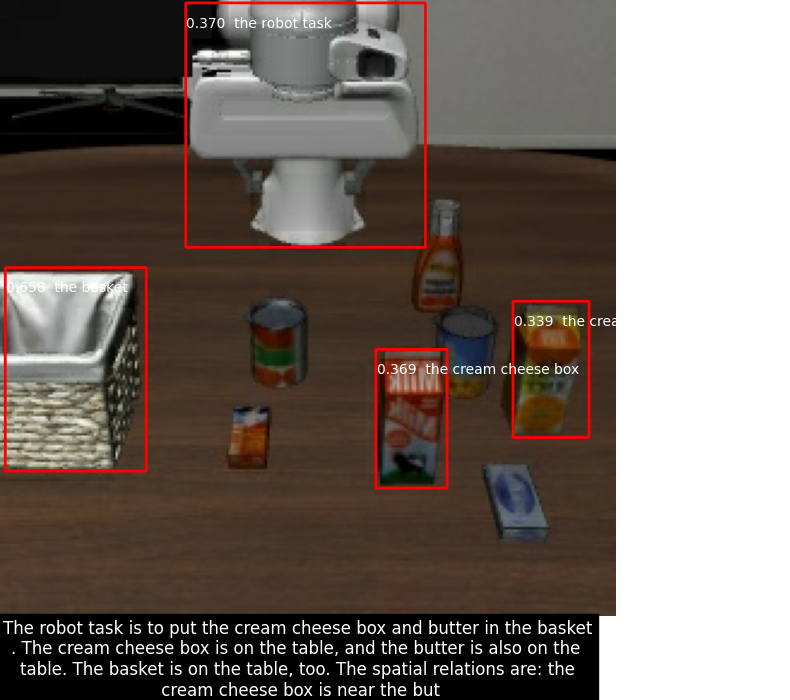 0.370 the robot task
0.658 the basket
0.339 the crea
0.369 the cream cheese box
MILK
The robot task is to put the cream cheese box and butter in the basket
. The cream cheese box is on the table, and the butter is also on the
table. The basket is on the table, too. The spatial relations are: the
cream cheese box is near the but